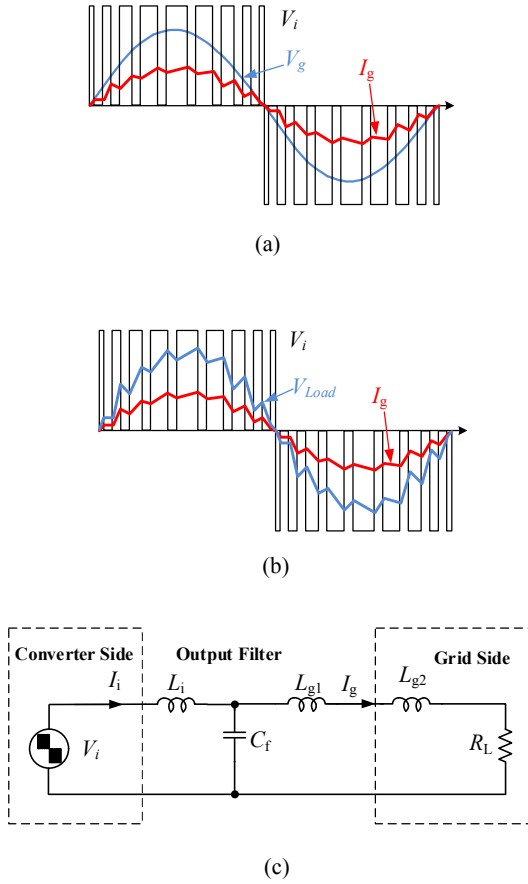 V_i
V_g
I_g
(a)
V_i
V_Load
I_g
(b)
Converter Side
Output Filter
Grid Side
I_i
L_i
L_g1
I_g
L_g2
V_i
C_f
R_L
(c)